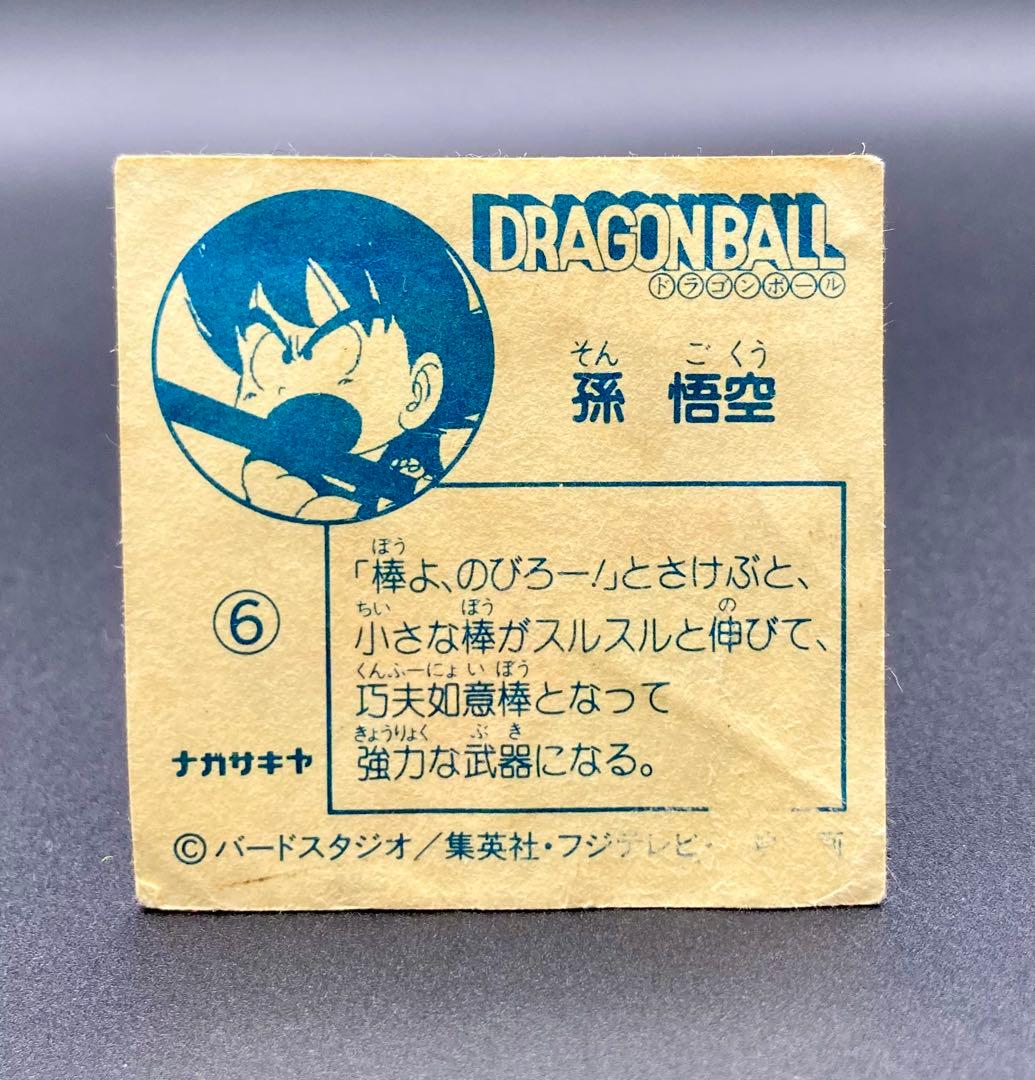 DRAGON BALL
ドラゴンボール
そん ご くう
孫 悟空
ぼう
「棒よ、のびろー!」とさけぶと、
ちい ぼう の
小さな棒がスルスルと伸びて、
くんふーにょ い ぼう
巧夫如意棒となって
きょうりょく ぶ き
強力な武器になる。
⑥
ナガサキヤ
©バードスタジオ/集英社・フジテレビ・